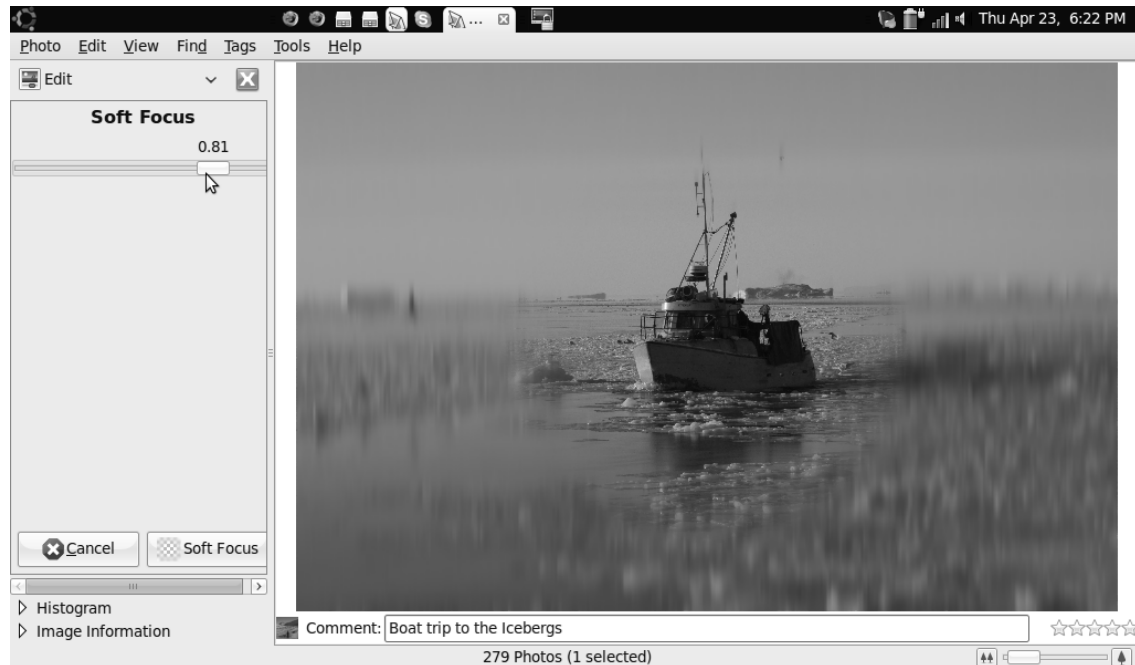 ... Thu Apr 23, 6:22 PM
Photo Edit View Find Tags Tools Help
Edit
Soft Focus
0.81
Cancel Soft Focus
Histogram
Image Information
Comment: Boat trip to the Icebergs
279 Photos (1 selected)